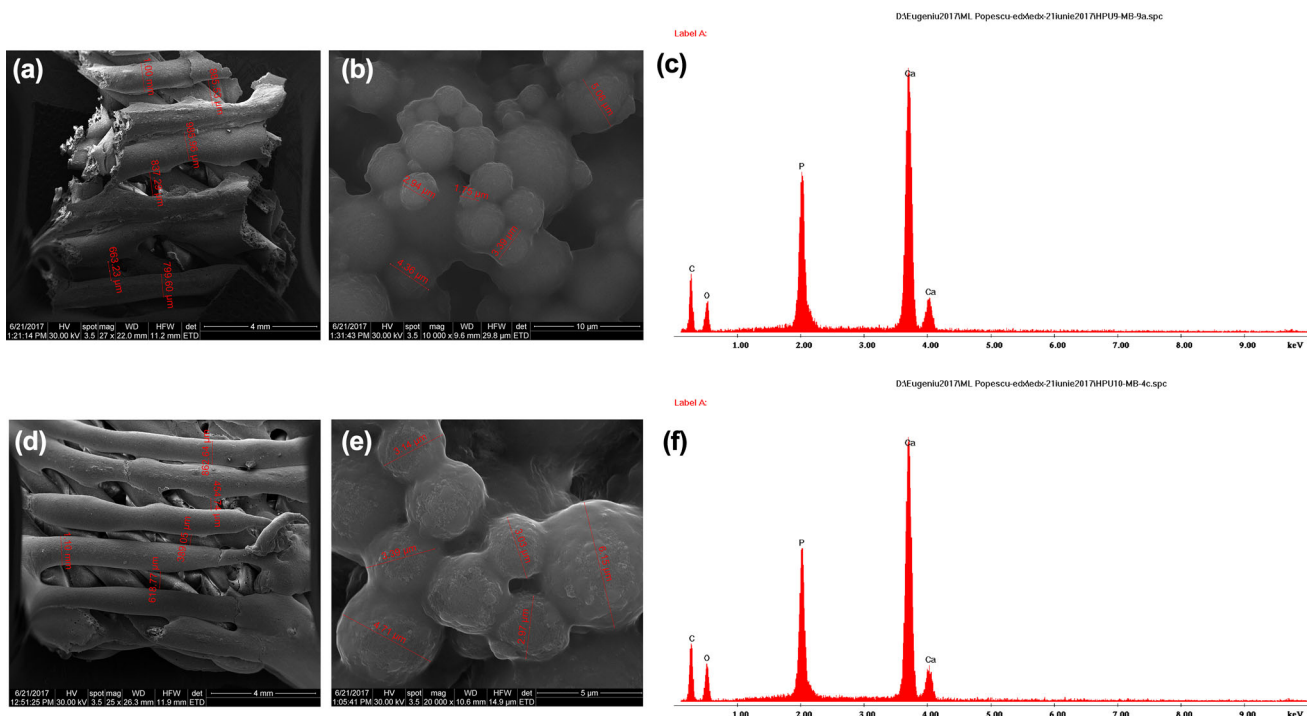 D:\Eugeniu2017\ML Popescu-edx\edx-21iunie2017\HPU9-MB-9a.spc
Label A:
(a)
663.23 µm
799.60 µm
6/21/2017 HV spot mag WD HFW det
1:21:14 PM 30.00 kV 3.5 27 x 22.0 mm 11.2 mm ETD
4 mm
(b)
6/21/2017 HV spot mag WD HFW det
1:31:43 PM 30.00 kV 3.5 10 000 x 9.6 mm 29.8 µm ETD
10 µm
(c)
Ca
P
C
O
Ca
1.00 2.00 3.00 4.00 5.00 6.00 7.00 8.00 9.00 keV
D:\Eugeniu2017\ML Popescu-edx\edx-21iunie2017\HPU10-MB-4c.spc
Label A:
(d)
6/21/2017 HV spot mag WD HFW det
12:51:25 PM 30.00 kV 3.5 25 x 26.3 mm 11.9 mm ETD
4 mm
(e)
6/21/2017 HV spot mag WD HFW det
1:05:41 PM 30.00 kV 3.5 20 000 x 10.6 mm 14.9 µm ETD
5 µm
(f)
Ca
P
C
O
Ca
1.00 2.00 3.00 4.00 5.00 6.00 7.00 8.00 9.00 keV